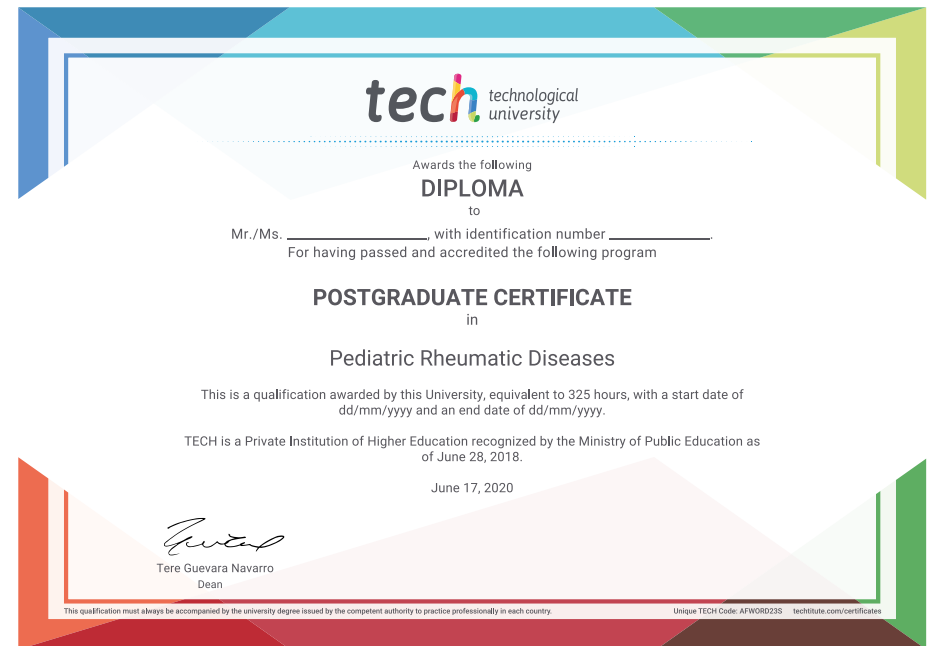 tech technological
university
Awards the following
DIPLOMA
to
Mr./Ms. ____________, with identification number ____________.
For having passed and accredited the following program
POSTGRADUATE CERTIFICATE
in
Pediatric Rheumatic Diseases
This is a qualification awarded by this University, equivalent to 325 hours, with a start date of
dd/mm/yyyy and an end date of dd/mm/yyyy.
TECH is a Private Institution of Higher Education recognized by the Ministry of Public Education as
of June 28, 2018.
June 17, 2020
Tere Guevara Navarro
Dean
This qualification must always be accompanied by the university degree issued by the competent authority to practice professionally in each country.
Unique TECH Code: AFWORD23S techtitute.com/certificates